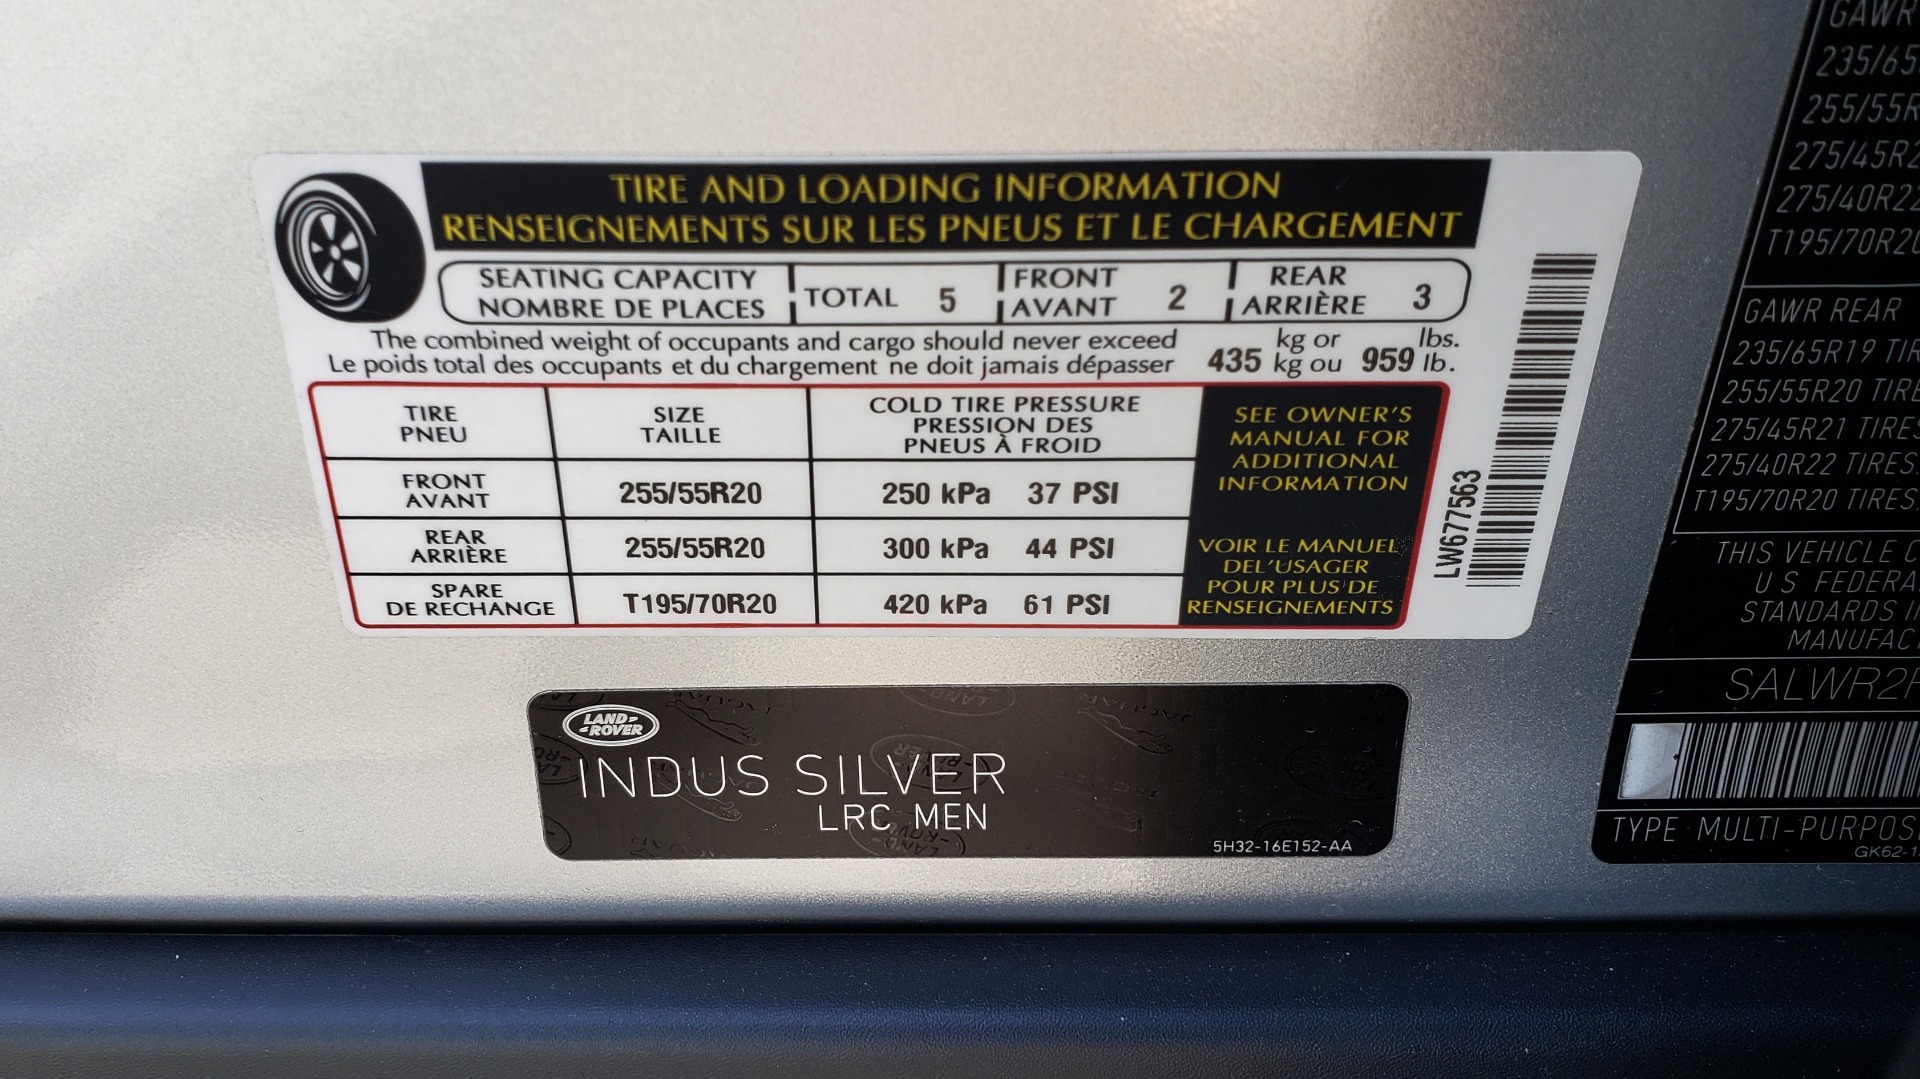 TIRE AND LOADING INFORMATION
RENSEIGNEMENTS SUR LES PNEUS ET LE CHARGEMENT
SEATING CAPACITY
NOMBRE DE PLACES
TOTAL 5
FRONT
AVANT 2
REAR
ARRIÈRE 3
The combined weight of occupants and cargo should never exceed
Le poids total des occupants et du chargement ne doit jamais dépasser
435 kg or
kg ou 959 lbs.
lb.
TIRE
PNEU
SIZE
TAILLE
COLD TIRE PRESSURE
PRESSION DES
PNEUS À FROID
FRONT
AVANT
255/55R20
250 kPa 37 PSI
REAR
ARRIÈRE
255/55R20
300 kPa 44 PSI
SPARE
DE RECHANGE
T195/70R20
420 kPa 61 PSI
SEE OWNER'S
MANUAL FOR
ADDITIONAL
INFORMATION
VOIR LE MANUEL
DEL'USAGER
POUR PLUS DE
RENSEIGNEMENTS
LW677563
LAND-
-ROVER
INDUS SILVER
LRC MEN
5H32-16E152-AA
GAWR
235/65
255/55R
275/45R2
275/40R22
T195/70R20
GAWR REAR
235/65R19 TIR
255/55R20 TIRE
275/45R21 TIRES
275/40R22 TIRES
T195/70R20 TIRES
THIS VEHICLE C
U S FEDERA
STANDARDS I
MANUFAC
SALWR2
TYPE MULTI-PURPOS
GK62-1